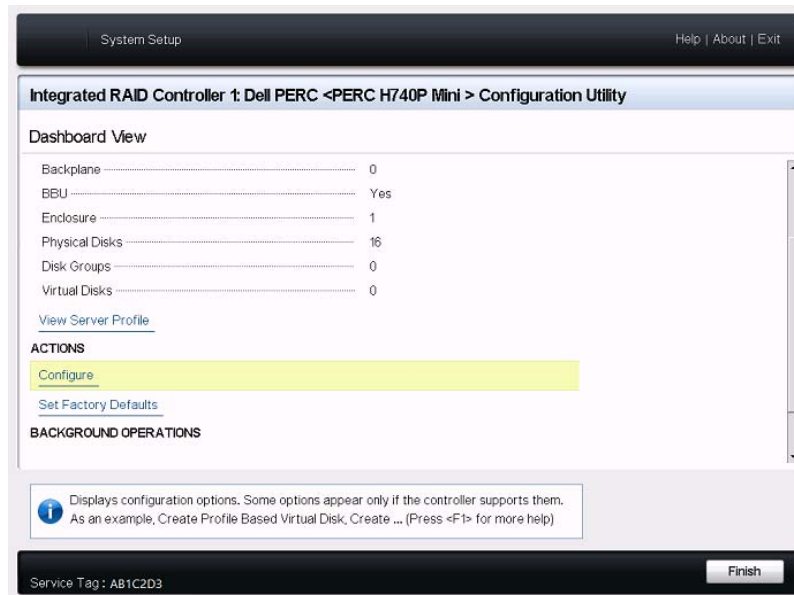 System Setup
Help | About | Exit
Integrated RAID Controller 1: Dell PERC <PERC H740P Mini > Configuration Utility
Dashboard View
Backplane 0
BBU Yes
Enclosure 1
Physical Disks 16
Disk Groups 0
Virtual Disks 0
View Server Profile
ACTIONS
Configure
Set Factory Defaults
BACKGROUND OPERATIONS
Displays configuration options. Some options appear only if the controller supports them.
As an example, Create Profile Based Virtual Disk, Create ... (Press <F1> for more help)
Service Tag : AB1C2D3
Finish